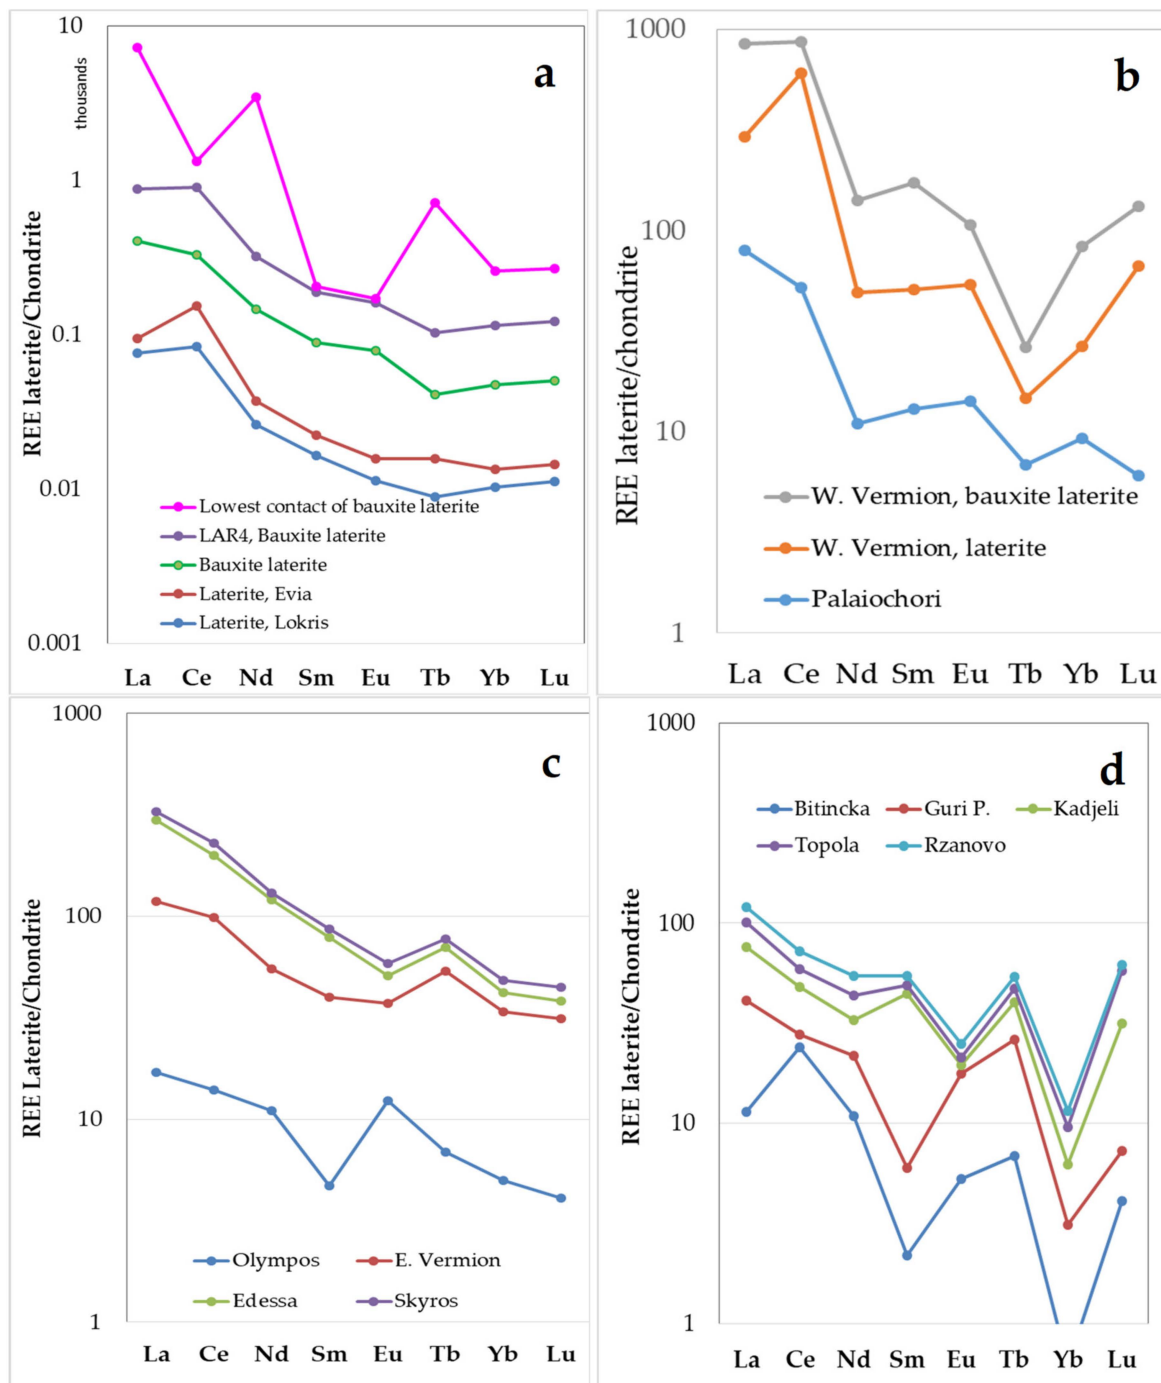 a
10
thousands
1
0.1
0.01
0.001
REE laterite/Chondrite
Lowest contact of bauxite laterite
LAR4, Bauxite laterite
Bauxite laterite
Laterite, Evia
Laterite, Lokris
La Ce Nd Sm Eu Tb Yb Lu
b
1000
100
10
1
REE laterite/chondrite
W. Vermion, bauxite laterite
W. Vermion, laterite
Palaiochori
La Ce Nd Sm Eu Tb Yb Lu
c
1000
100
10
1
REE Laterite/Chondrite
Olympos E. Vermion
Edessa Skyros
La Ce Nd Sm Eu Tb Yb Lu
d
1000
100
10
1
REE laterite/Chondrite
Bitincka Guri P. Kadjeli
Topola Rzanovo
La Ce Nd Sm Eu Tb Yb Lu